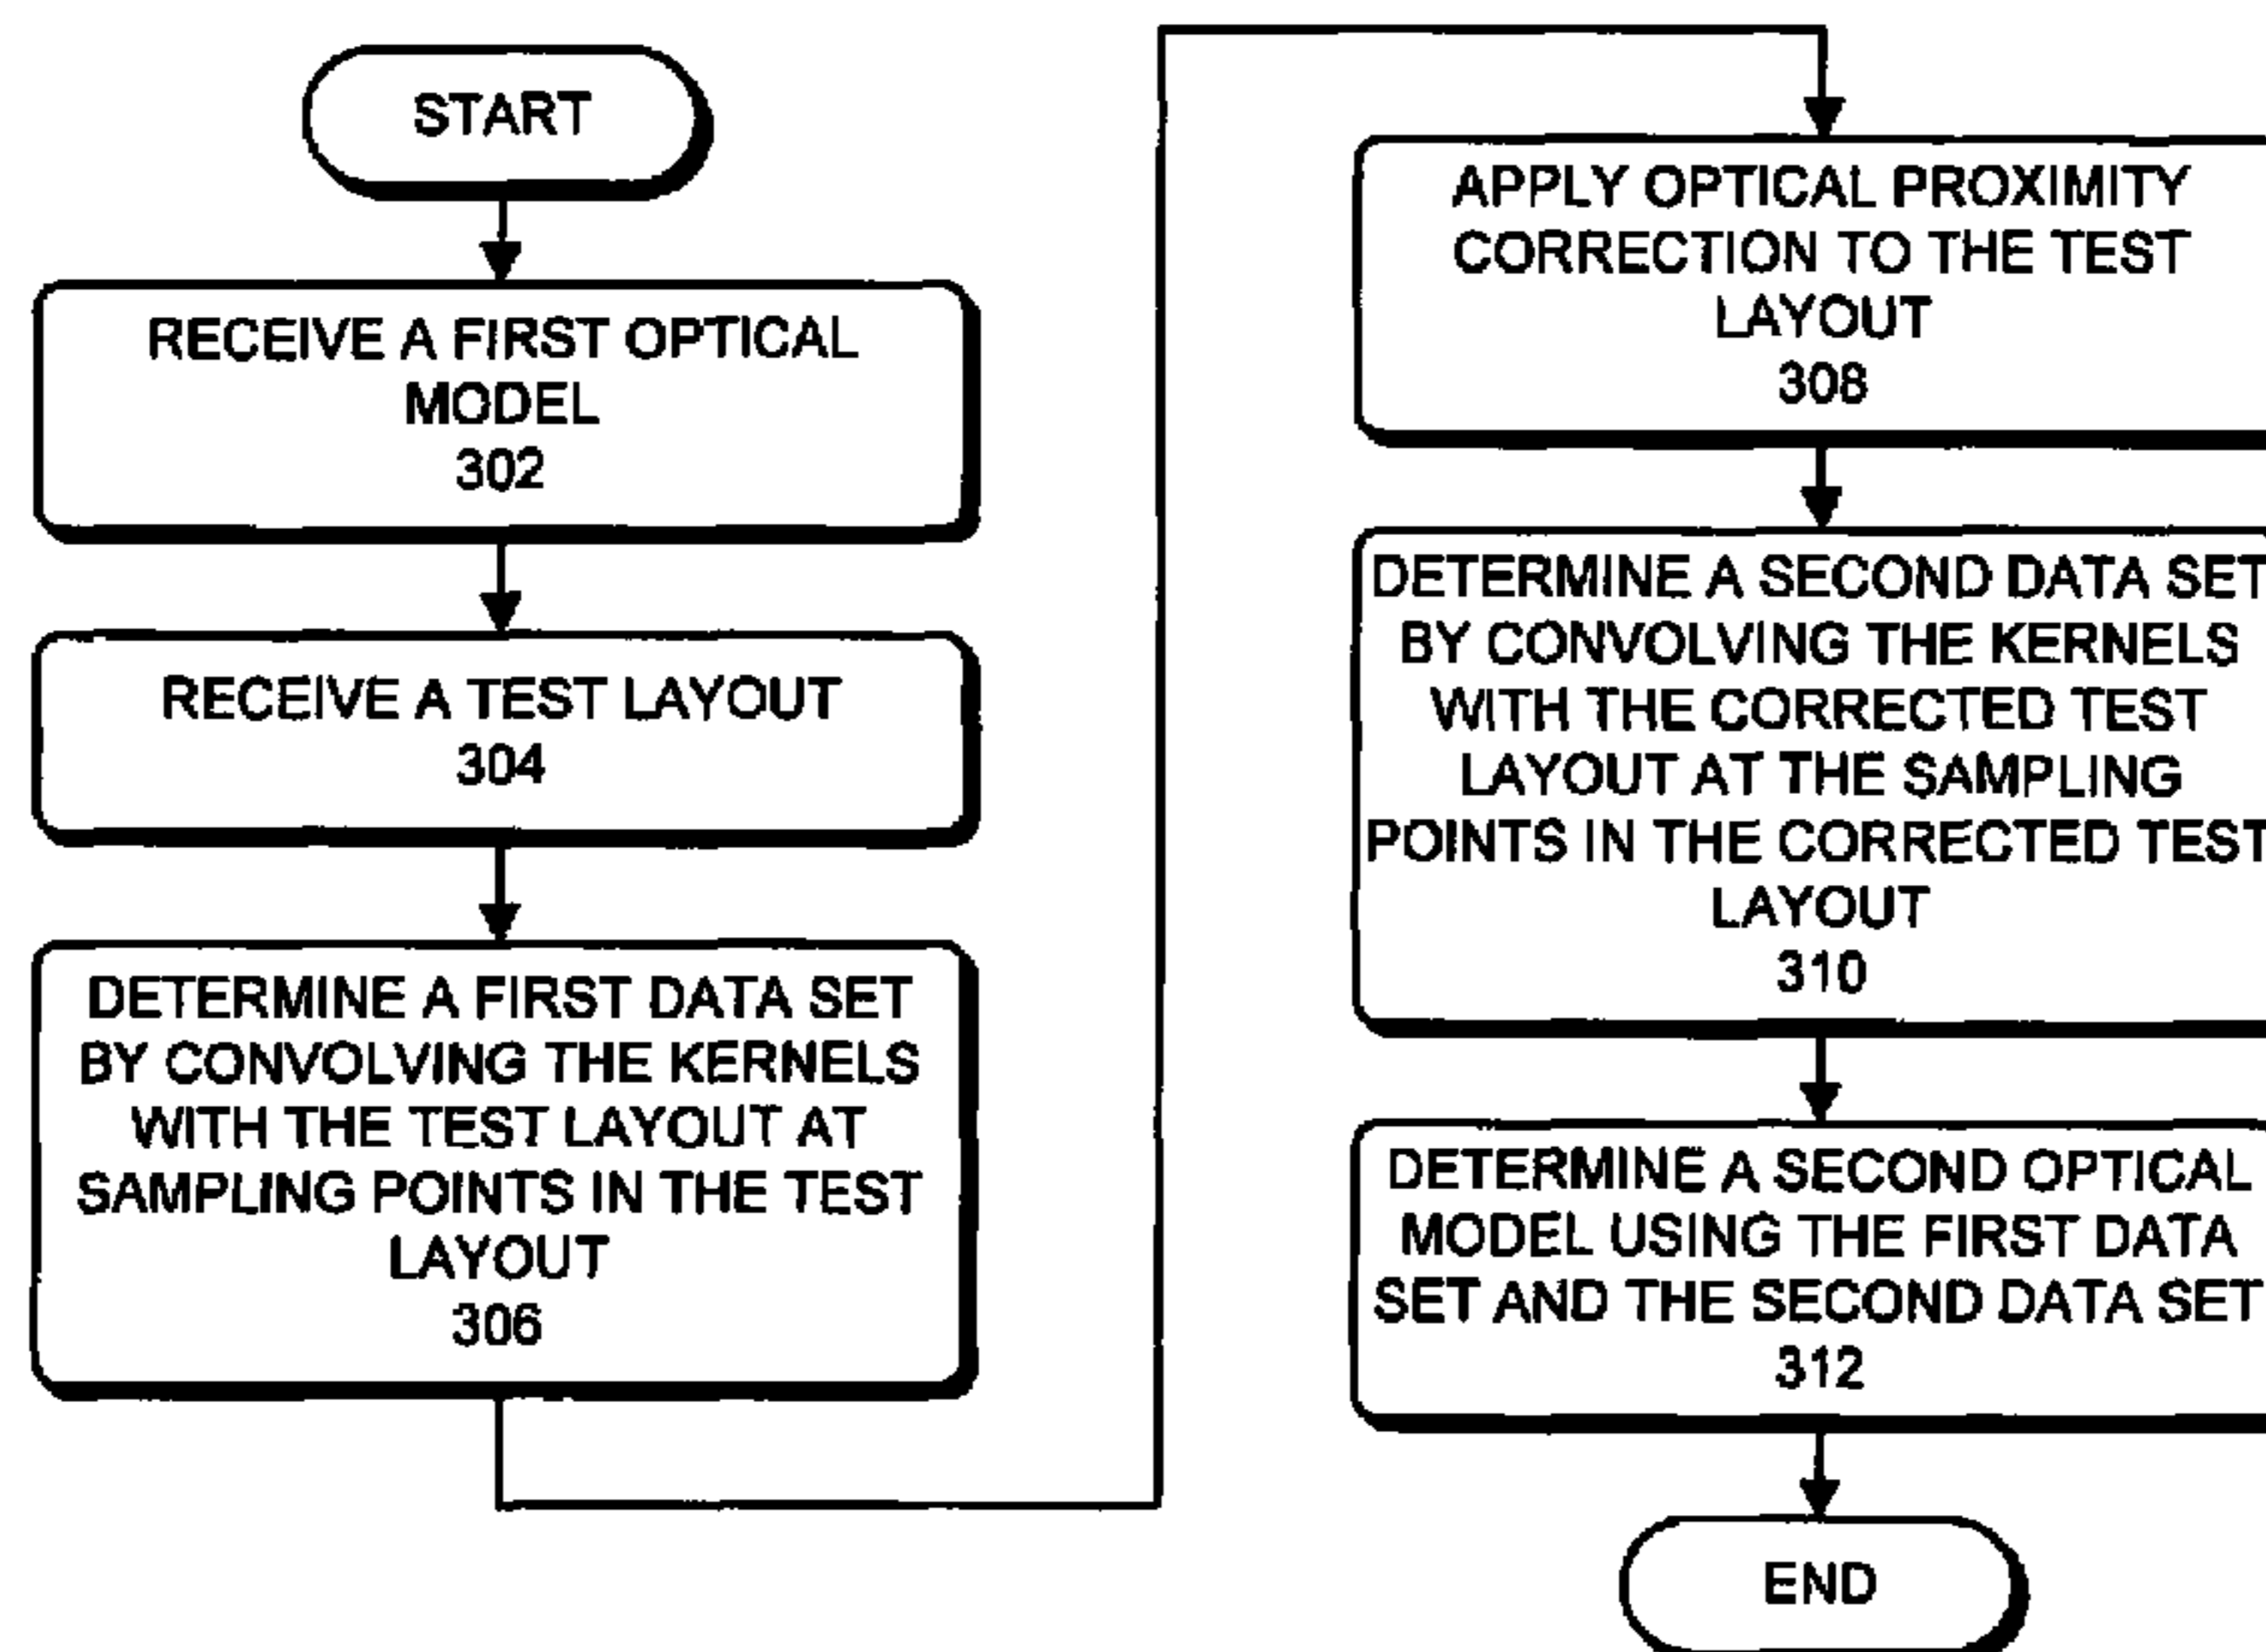 START
RECEIVE A FIRST OPTICAL
MODEL
302
RECEIVE A TEST LAYOUT
304
DETERMINE A FIRST DATA SET
BY CONVOLVING THE KERNELS
WITH THE TEST LAYOUT AT
SAMPLING POINTS IN THE TEST
LAYOUT
306
APPLY OPTICAL PROXIMITY
CORRECTION TO THE TEST
LAYOUT
308
DETERMINE A SECOND DATA SET
BY CONVOLVING THE KERNELS
WITH THE CORRECTED TEST
LAYOUT AT THE SAMPLING
POINTS IN THE CORRECTED TEST
LAYOUT
310
DETERMINE A SECOND OPTICAL
MODEL USING THE FIRST DATA
SET AND THE SECOND DATA SET
312
END